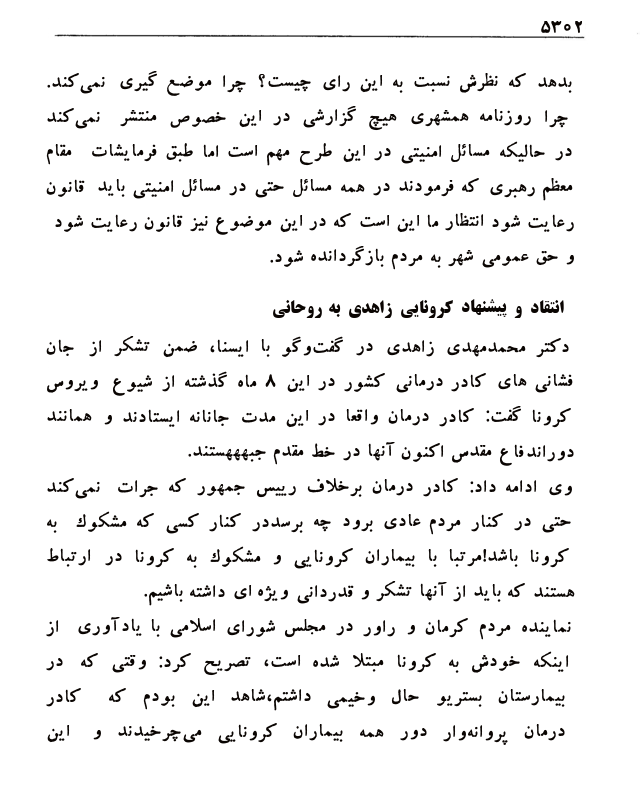 ۵۳۰۲
بدهد که نظرش نسبت به این رای چیست؟ چرا موضع گیری نمی‌کند.
چرا روزنامه همشهری هیچ گزارشی در این خصوص منتشر نمی‌کند
در حالیکه مسائل امنیتی در این طرح مهم است اما طبق فرمایشات مقام
معظم رهبری که فرمودند در همه مسائل حتی در مسائل امنیتی باید قانون
رعایت شود انتظار ما این است که در این موضوع نیز قانون رعایت شود
و حق عمومی شهر به مردم بازگردانده شود.
انتقاد و پیشنهاد کرونایی زاهدی به روحانی
دکتر محمدمهدی زاهدی در گفت‌وگو با ایسنا، ضمن تشکر از جان
فشانی های کادر درمانی کشور در این ۸ ماه گذشته از شیوع ویروس
کرونا گفت: کادر درمان واقعا در این مدت جانانه ایستادند و همانند
دوراندفاع مقدس اکنون آنها در خط مقدم جبهههستند.
وی ادامه داد: کادر درمان برخلاف رییس جمهور که جرات نمی‌کند
حتی در کنار مردم عادی برود چه برسددر کنار کسی که مشکوك به
کرونا باشد!مرتبا با بیماران کرونایی و مشکوك به کرونا در ارتباط
هستند که باید از آنها تشکر و قدردانی ویژه ای داشته باشیم.
نماینده مردم کرمان و راور در مجلس شورای اسلامی با یادآوری از
اینکه خودش به کرونا مبتلا شده است، تصریح کرد: وقتی که در
بیمارستان بستریو حال وخیمی داشتم،شاهد این بودم که کادر
درمان پروانه‌وار دور همه بیماران کرونایی می‌چرخیدند و این